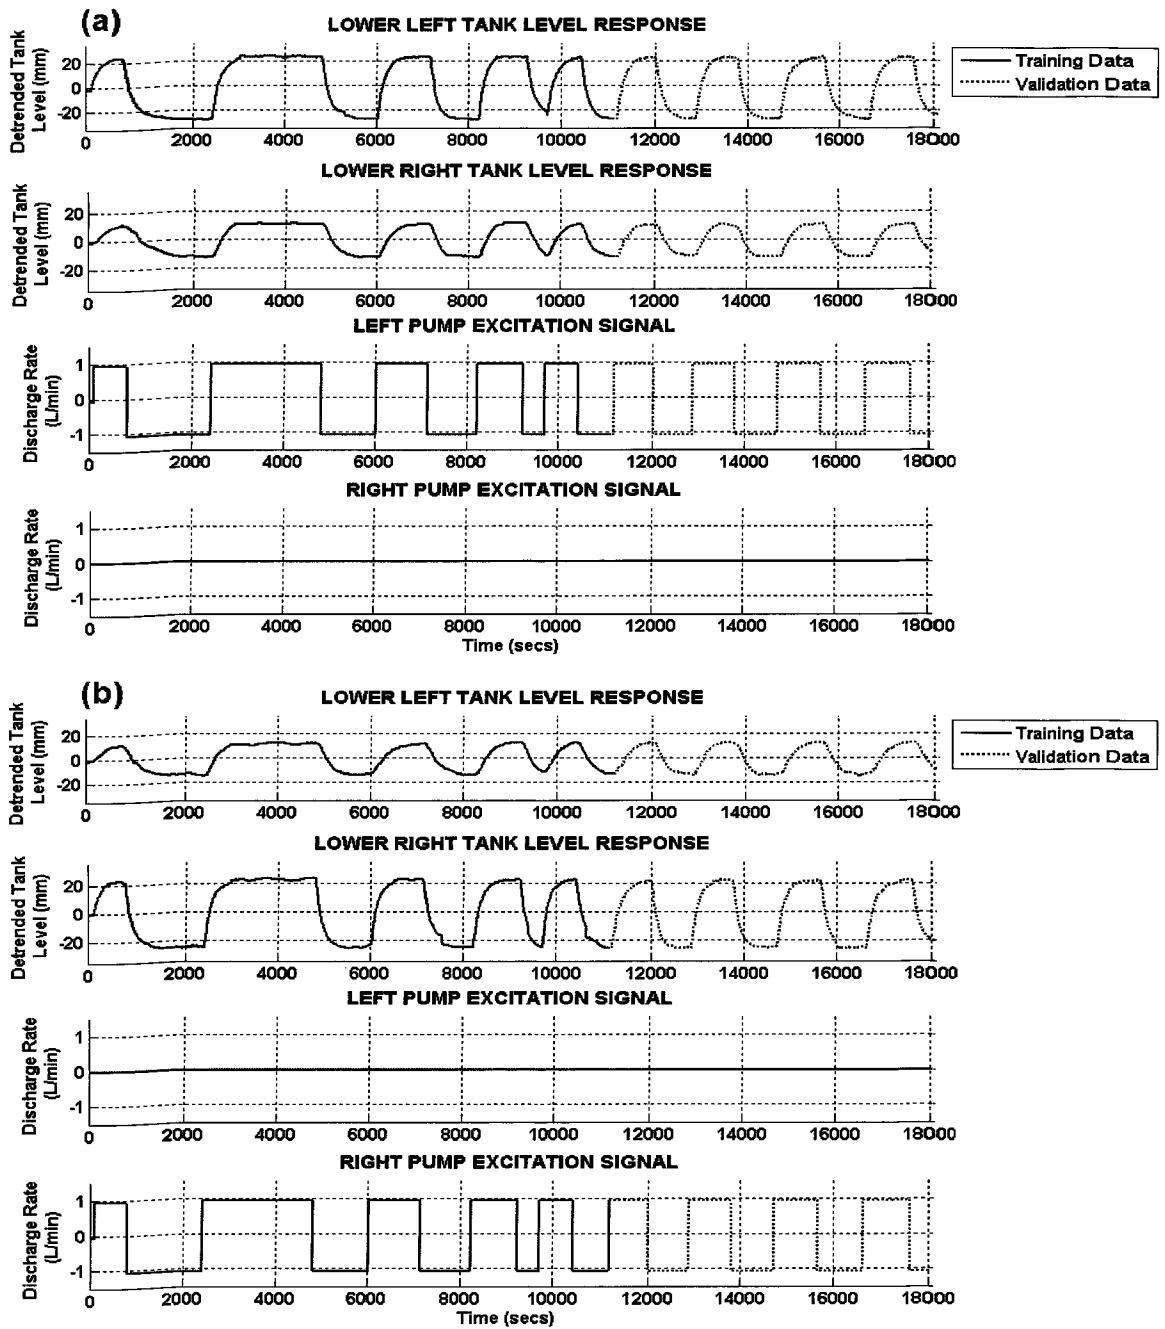 (a)
LOWER LEFT TANK LEVEL RESPONSE
Detrended Tank
Level (mm)
20
0
-20
0 2000 4000 6000 8000 10000 12000 14000 16000 18000
Training Data
Validation Data
LOWER RIGHT TANK LEVEL RESPONSE
Detrended Tank
Level (mm)
20
0
-20
0 2000 4000 6000 8000 10000 12000 14000 16000 18000
LEFT PUMP EXCITATION SIGNAL
Discharge Rate
(L/min)
1
0
-1
0 2000 4000 6000 8000 10000 12000 14000 16000 18000
RIGHT PUMP EXCITATION SIGNAL
Discharge Rate
(L/min)
1
0
-1
0 2000 4000 6000 8000 10000 12000 14000 16000 18000
Time (secs)
(b)
LOWER LEFT TANK LEVEL RESPONSE
Detrended Tank
Level (mm)
20
0
-20
0 2000 4000 6000 8000 10000 12000 14000 16000 18000
Training Data
Validation Data
LOWER RIGHT TANK LEVEL RESPONSE
Detrended Tank
Level (mm)
20
0
-20
0 2000 4000 6000 8000 10000 12000 14000 16000 18000
LEFT PUMP EXCITATION SIGNAL
Discharge Rate
(L/min)
1
0
-1
0 2000 4000 6000 8000 10000 12000 14000 16000 18000
RIGHT PUMP EXCITATION SIGNAL
Discharge Rate
(L/min)
1
0
-1
0 2000 4000 6000 8000 10000 12000 14000 16000 18000
Time (secs)